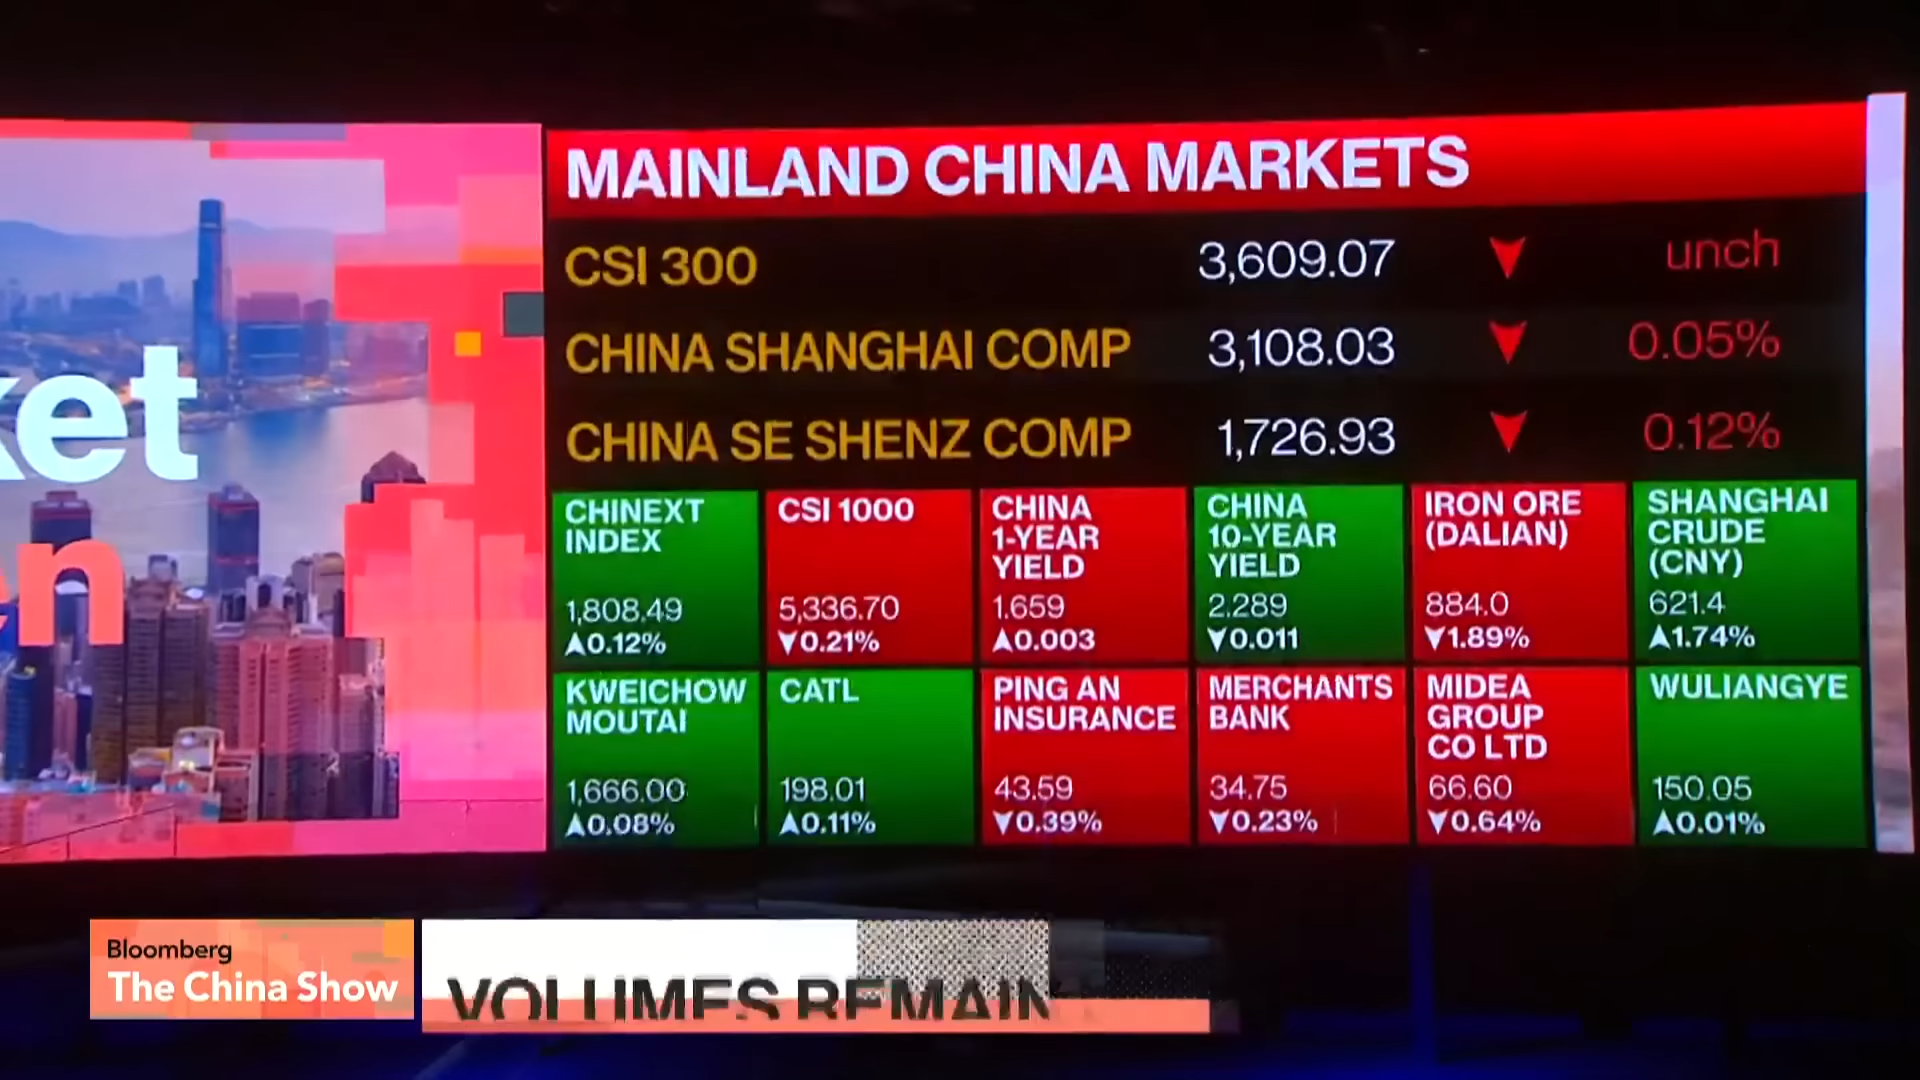 ket
en
MAINLAND CHINA MARKETS
CSI 300 3,609.07 ▼ unch
CHINA SHANGHAI COMP 3,108.03 ▼ 0.05%
CHINA SE SHENZ COMP 1,726.93 ▼ 0.12%
CHINEXT
INDEX
1,808.49
▲0.12%
CSI 1000
5,336.70
▼0.21%
CHINA
1-YEAR
YIELD
1.659
▲0.003
CHINA
10-YEAR
YIELD
2.289
▼0.011
IRON ORE
(DALIAN)
884.0
▼1.89%
SHANGHAI
CRUDE
(CNY)
621.4
▲1.74%
KWEICHOW
MOUTAI
1,666.00
▲0.08%
CATL
198.01
▲0.11%
PING AN
INSURANCE
43.59
▼0.39%
MERCHANTS
BANK
34.75
▼0.23%
MIDEA
GROUP
CO LTD
66.60
▼0.64%
WULIANGYE
150.05
▲0.01%
Bloomberg
The China Show
VOLUMES REMAIN